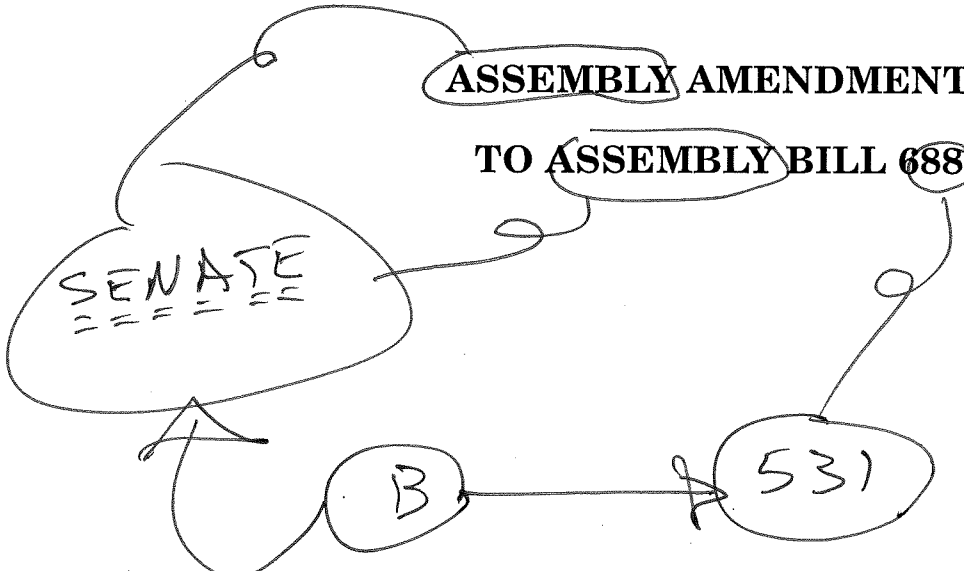 ASSEMBLY AMENDMENT
TO ASSEMBLY BILL 688
SENATE
B
531